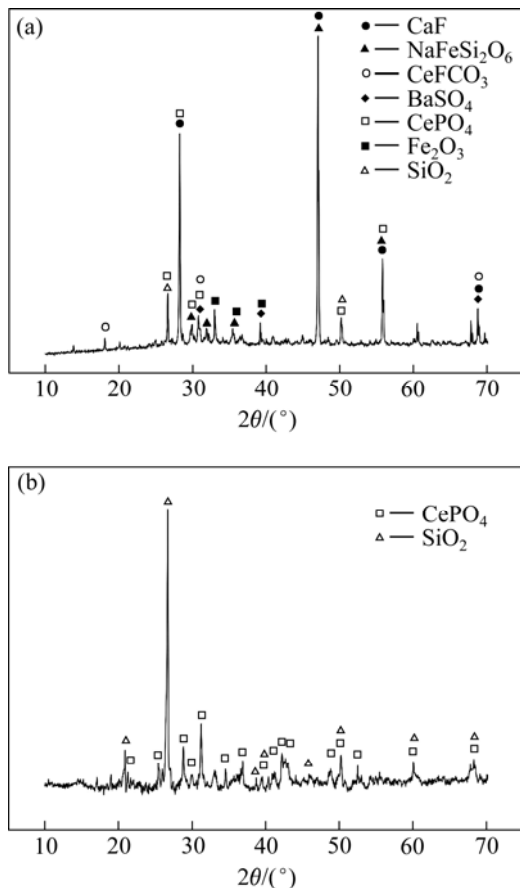 (a)
● — CaF
▲ — NaFeSi₂O₆
○ — CeFCO₃
◆ — BaSO₄
□ — CePO₄
■ — Fe₂O₃
△ — SiO₂
10 20 30 40 50 60 70
2θ/(°)
(b)
□ — CePO₄
△ — SiO₂
10 20 30 40 50 60 70
2θ/(°)